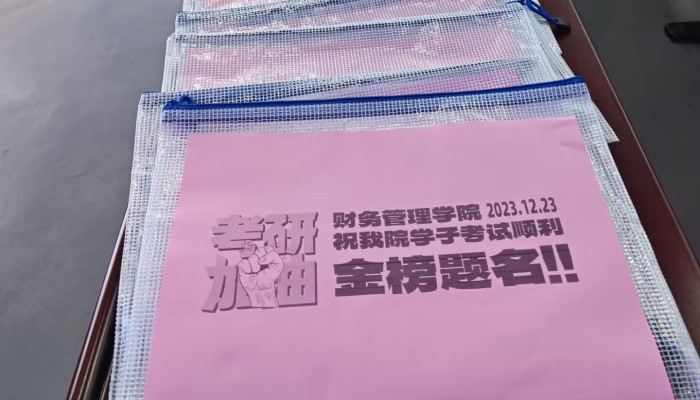 考研
加油
财务管理学院 2023.12.23
祝我院学子考试顺利
金榜题名!!